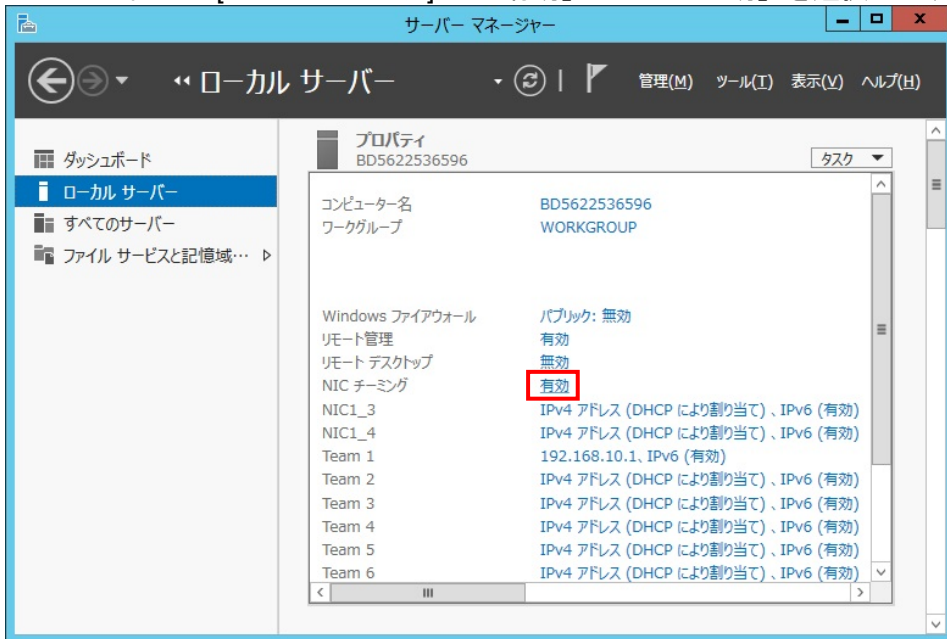 サーバー マネージャー
ローカル サーバー
管理(M) ツール(T) 表示(V) ヘルプ(H)
ダッシュボード
ローカル サーバー
すべてのサーバー
ファイル サービスと記憶域…
プロパティ
BD5622536596
タスク
コンピューター名 BD5622536596
ワークグループ WORKGROUP
Windows ファイアウォール パブリック: 無効
リモート管理 有効
リモート デスクトップ 無効
NIC チーミング 有効
NIC1_3 IPv4 アドレス (DHCP により割り当て) 、IPv6 (有効)
NIC1_4 IPv4 アドレス (DHCP により割り当て) 、IPv6 (有効)
Team 1 192.168.10.1、IPv6 (有効)
Team 2 IPv4 アドレス (DHCP により割り当て) 、IPv6 (有効)
Team 3 IPv4 アドレス (DHCP により割り当て) 、IPv6 (有効)
Team 4 IPv4 アドレス (DHCP により割り当て) 、IPv6 (有効)
Team 5 IPv4 アドレス (DHCP により割り当て) 、IPv6 (有効)
Team 6 IPv4 アドレス (DHCP により割り当て) 、IPv6 (有効)